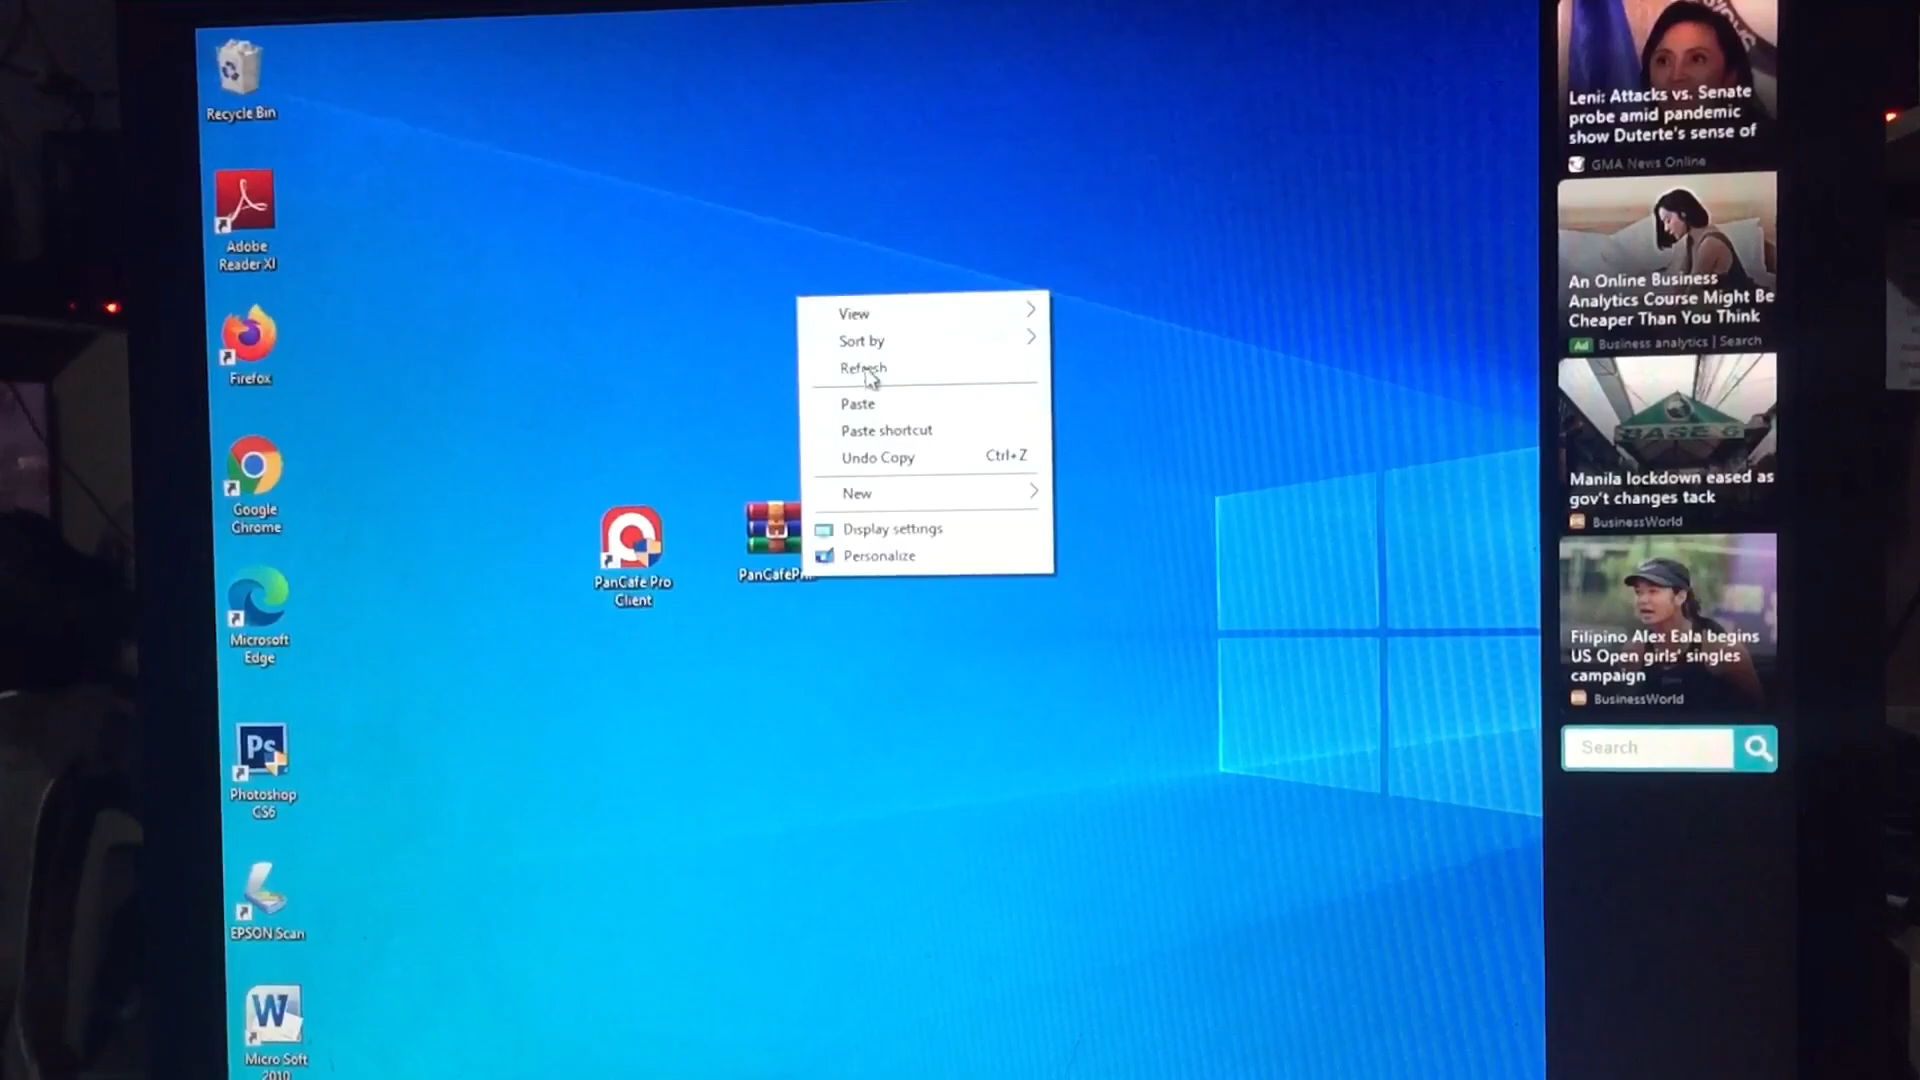 Recycle Bin
Adobe
Reader XI
Firefox
Google
Chrome
Microsoft
Edge
Ps
Photoshop
CS6
EPSON Scan
W
Micro Soft
2010
PanCafe Pro
Client
View
Sort by
Refresh
Paste
Paste shortcut
Undo Copy Ctrl+Z
New
Display settings
Personalize
Leni: Attacks vs. Senate
probe amid pandemic
show Duterte's sense of
GMA News Online
An Online Business
Analytics Course Might Be
Cheaper Than You Think
Ad Business analytics | Search
BASE G
Manila lockdown eased as
gov't changes tack
BusinessWorld
Filipino Alex Eala begins
US Open girls' singles
campaign
BusinessWorld
Search